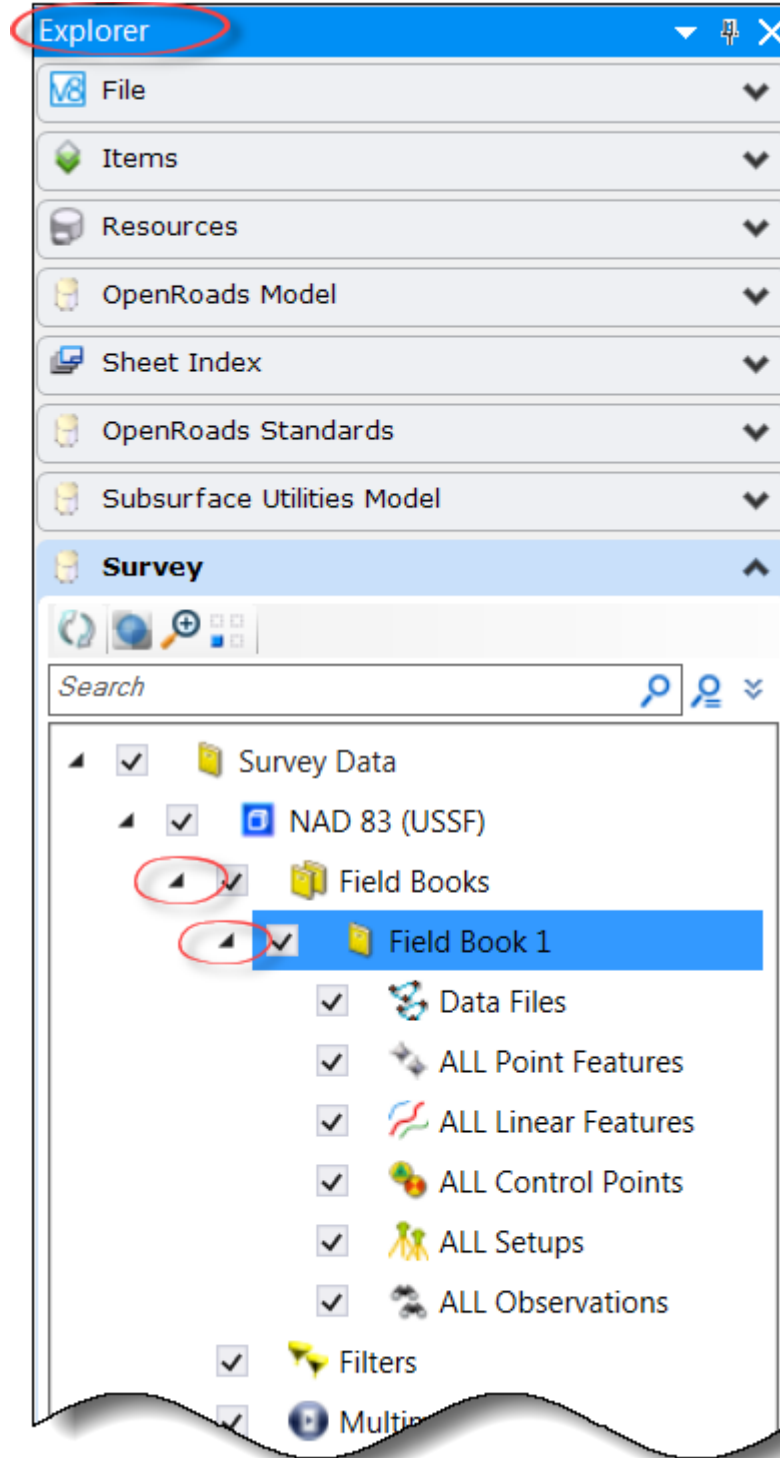 Explorer
V8 File
Items
Resources
OpenRoads Model
Sheet Index
OpenRoads Standards
Subsurface Utilities Model
Survey
Search
Survey Data
NAD 83 (USSF)
Field Books
Field Book 1
Data Files
ALL Point Features
ALL Linear Features
ALL Control Points
ALL Setups
ALL Observations
Filters